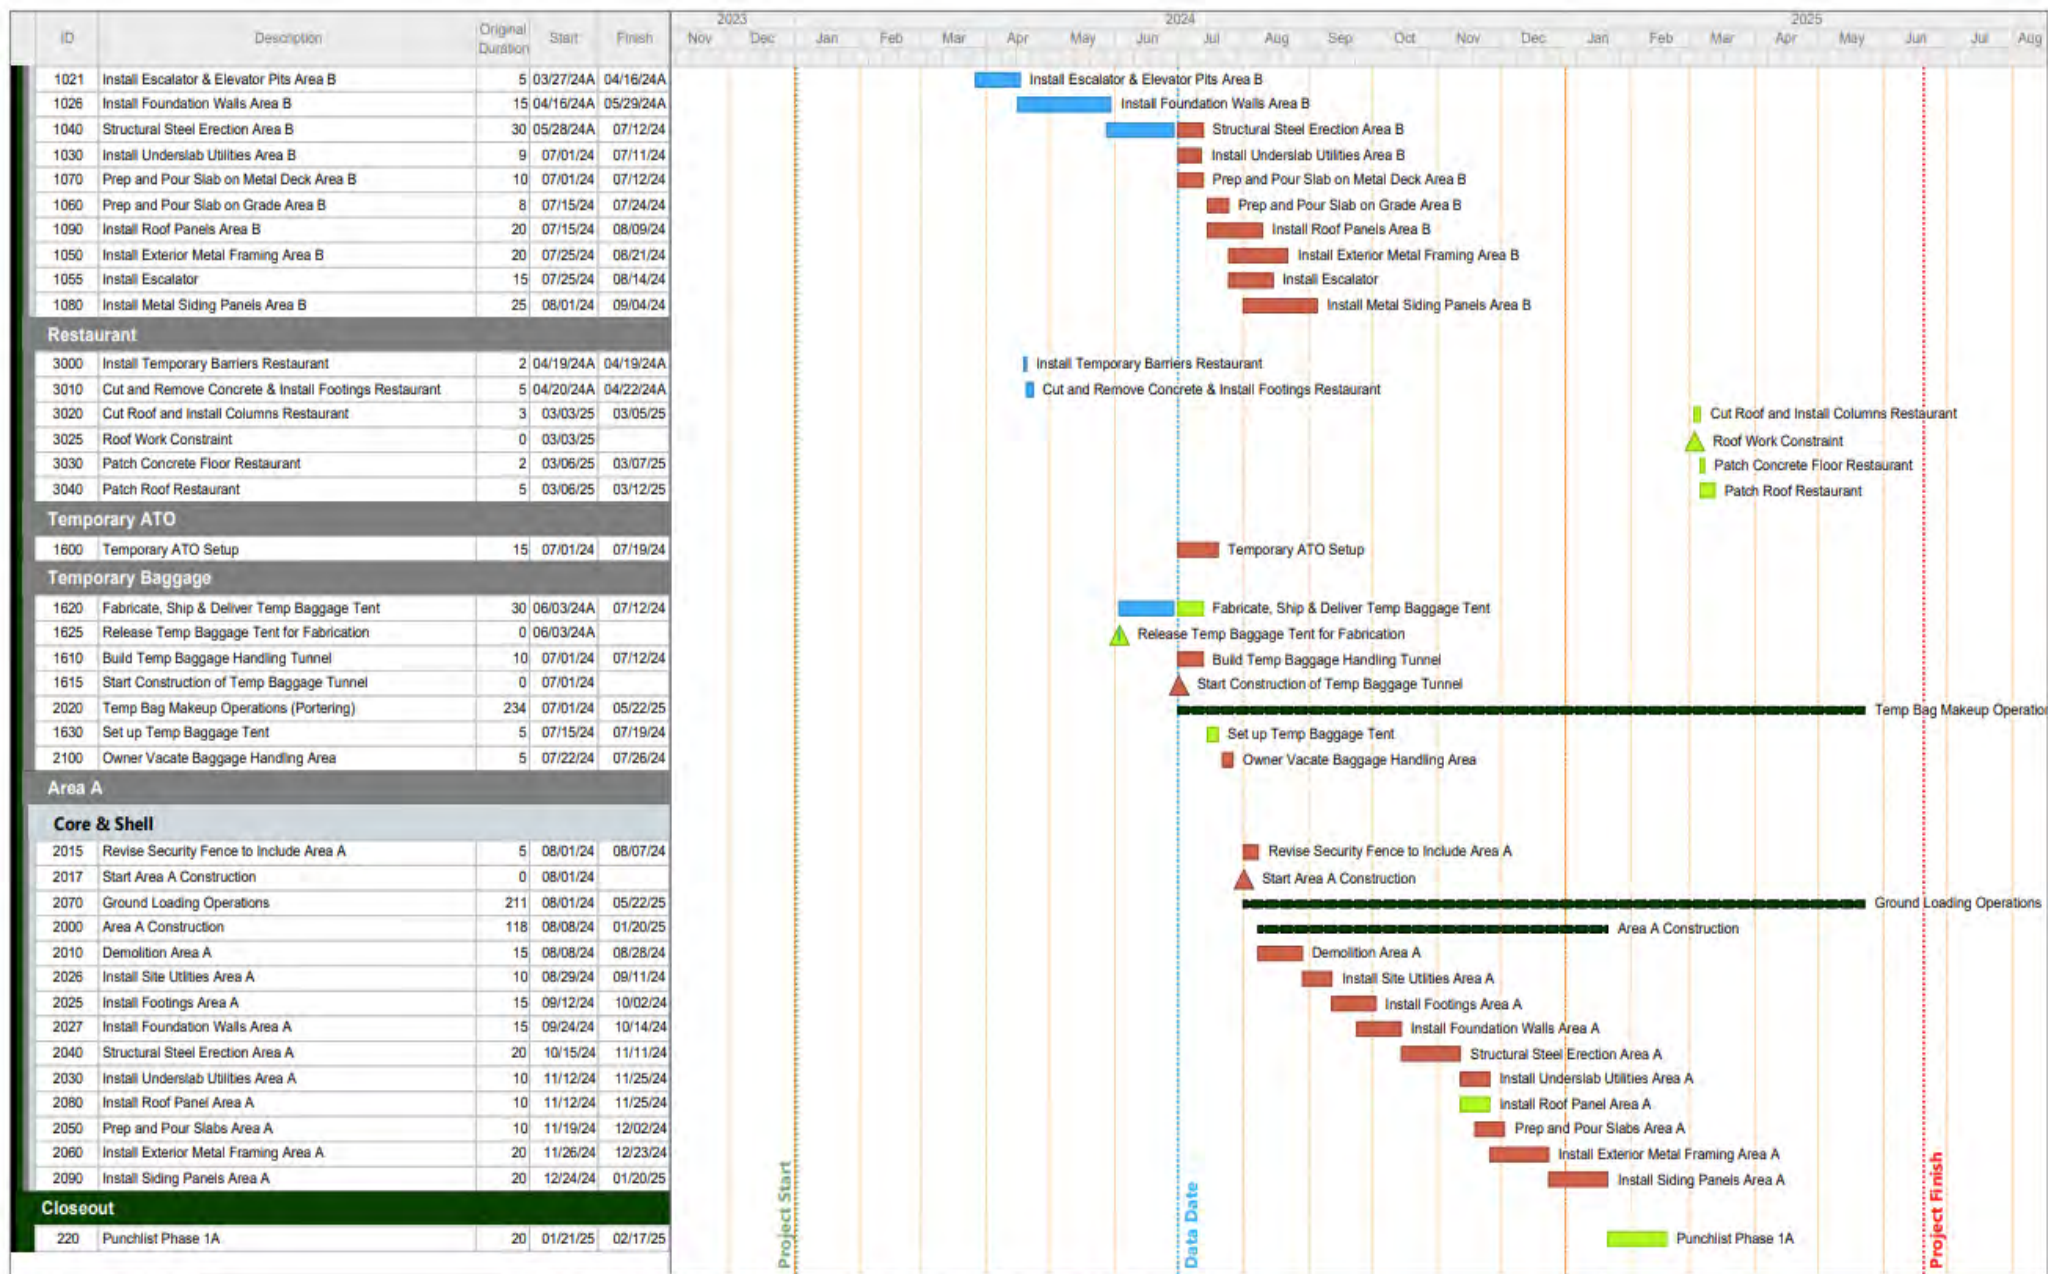 2023 2024 2025
ID Description Original Duration Start Finish Nov Dec Jan Feb Mar Apr May Jun Jul Aug Sep Oct Nov Dec Jan Feb Mar Apr May Jun Jul Aug
1021 Install Escalator & Elevator Pits Area B 5 03/27/24A 04/16/24A Install Escalator & Elevator Pits Area B
1026 Install Foundation Walls Area B 15 04/16/24A 05/29/24A Install Foundation Walls Area B
1040 Structural Steel Erection Area B 30 05/28/24A 07/12/24 Structural Steel Erection Area B
1030 Install Underslab Utilities Area B 9 07/01/24 07/11/24 Install Underslab Utilities Area B
1070 Prep and Pour Slab on Metal Deck Area B 10 07/01/24 07/12/24 Prep and Pour Slab on Metal Deck Area B
1060 Prep and Pour Slab on Grade Area B 8 07/15/24 07/24/24 Prep and Pour Slab on Grade Area B
1090 Install Roof Panels Area B 20 07/15/24 08/09/24 Install Roof Panels Area B
1050 Install Exterior Metal Framing Area B 20 07/25/24 08/21/24 Install Exterior Metal Framing Area B
1055 Install Escalator 15 07/25/24 08/14/24 Install Escalator
1080 Install Metal Siding Panels Area B 25 08/01/24 09/04/24 Install Metal Siding Panels Area B
Restaurant
3000 Install Temporary Barriers Restaurant 2 04/19/24A 04/19/24A Install Temporary Barriers Restaurant
3010 Cut and Remove Concrete & Install Footings Restaurant 5 04/20/24A 04/22/24A Cut and Remove Concrete & Install Footings Restaurant
3020 Cut Roof and Install Columns Restaurant 3 03/03/25 03/05/25 Cut Roof and Install Columns Restaurant
3025 Roof Work Constraint 0 03/03/25 Roof Work Constraint
3030 Patch Concrete Floor Restaurant 2 03/06/25 03/07/25 Patch Concrete Floor Restaurant
3040 Patch Roof Restaurant 5 03/06/25 03/12/25 Patch Roof Restaurant
Temporary ATO
1600 Temporary ATO Setup 15 07/01/24 07/19/24 Temporary ATO Setup
Temporary Baggage
1620 Fabricate, Ship & Deliver Temp Baggage Tent 30 06/03/24A 07/12/24 Fabricate, Ship & Deliver Temp Baggage Tent
1625 Release Temp Baggage Tent for Fabrication 0 06/03/24A Release Temp Baggage Tent for Fabrication
1610 Build Temp Baggage Handling Tunnel 10 07/01/24 07/12/24 Build Temp Baggage Handling Tunnel
1615 Start Construction of Temp Baggage Tunnel 0 07/01/24 Start Construction of Temp Baggage Tunnel
2020 Temp Bag Makeup Operations (Portering) 234 07/01/24 05/22/25 Temp Bag Makeup Operatior
1630 Set up Temp Baggage Tent 5 07/15/24 07/19/24 Set up Temp Baggage Tent
2100 Owner Vacate Baggage Handling Area 5 07/22/24 07/26/24 Owner Vacate Baggage Handling Area
Area A
Core & Shell
2015 Revise Security Fence to Include Area A 5 08/01/24 08/07/24 Revise Security Fence to Include Area A
2017 Start Area A Construction 0 08/01/24 Start Area A Construction
2070 Ground Loading Operations 211 08/01/24 05/22/25 Ground Loading Operations
2000 Area A Construction 118 08/08/24 01/20/25 Area A Construction
2010 Demolition Area A 15 08/08/24 08/28/24 Demolition Area A
2026 Install Site Utlities Area A 10 08/29/24 09/11/24 Install Site Utlities Area A
2025 Install Footings Area A 15 09/12/24 10/02/24 Install Footings Area A
2027 Install Foundation Walls Area A 15 09/24/24 10/14/24 Install Foundation Walls Area A
2040 Structural Steel Erection Area A 20 10/15/24 11/11/24 Structural Steel Erection Area A
2030 Install Underslab Utilities Area A 10 11/12/24 11/25/24 Install Underslab Utilities Area A
2080 Install Roof Panel Area A 10 11/12/24 11/25/24 Install Roof Panel Area A
2050 Prep and Pour Slabs Area A 10 11/19/24 12/02/24 Prep and Pour Slabs Area A
2060 Install Exterior Metal Framing Area A 20 11/26/24 12/23/24 Install Exterior Metal Framing Area A
2090 Install Siding Panels Area A 20 12/24/24 01/20/25 Install Siding Panels Area A
Closeout
220 Punchlist Phase 1A 20 01/21/25 02/17/25 Punchlist Phase 1A
Project Start
Data Date
Project Finish